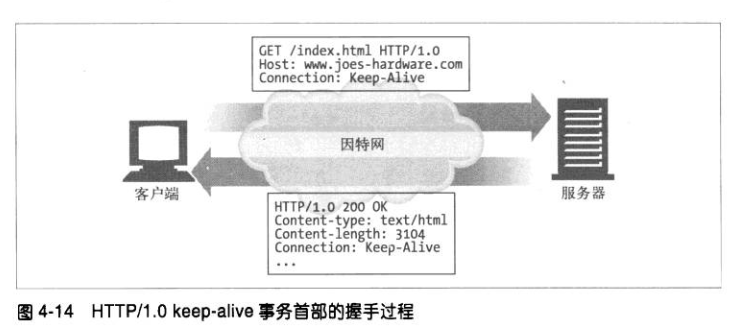 GET /index.html HTTP/1.0
Host: www.joes-hardware.com
Connection: Keep-Alive
因特网
客户端
服务器
HTTP/1.0 200 OK
Content-type: text/html
Content-length: 3104
Connection: Keep-Alive
...
图 4-14 HTTP/1.0 keep-alive 事务首部的握手过程